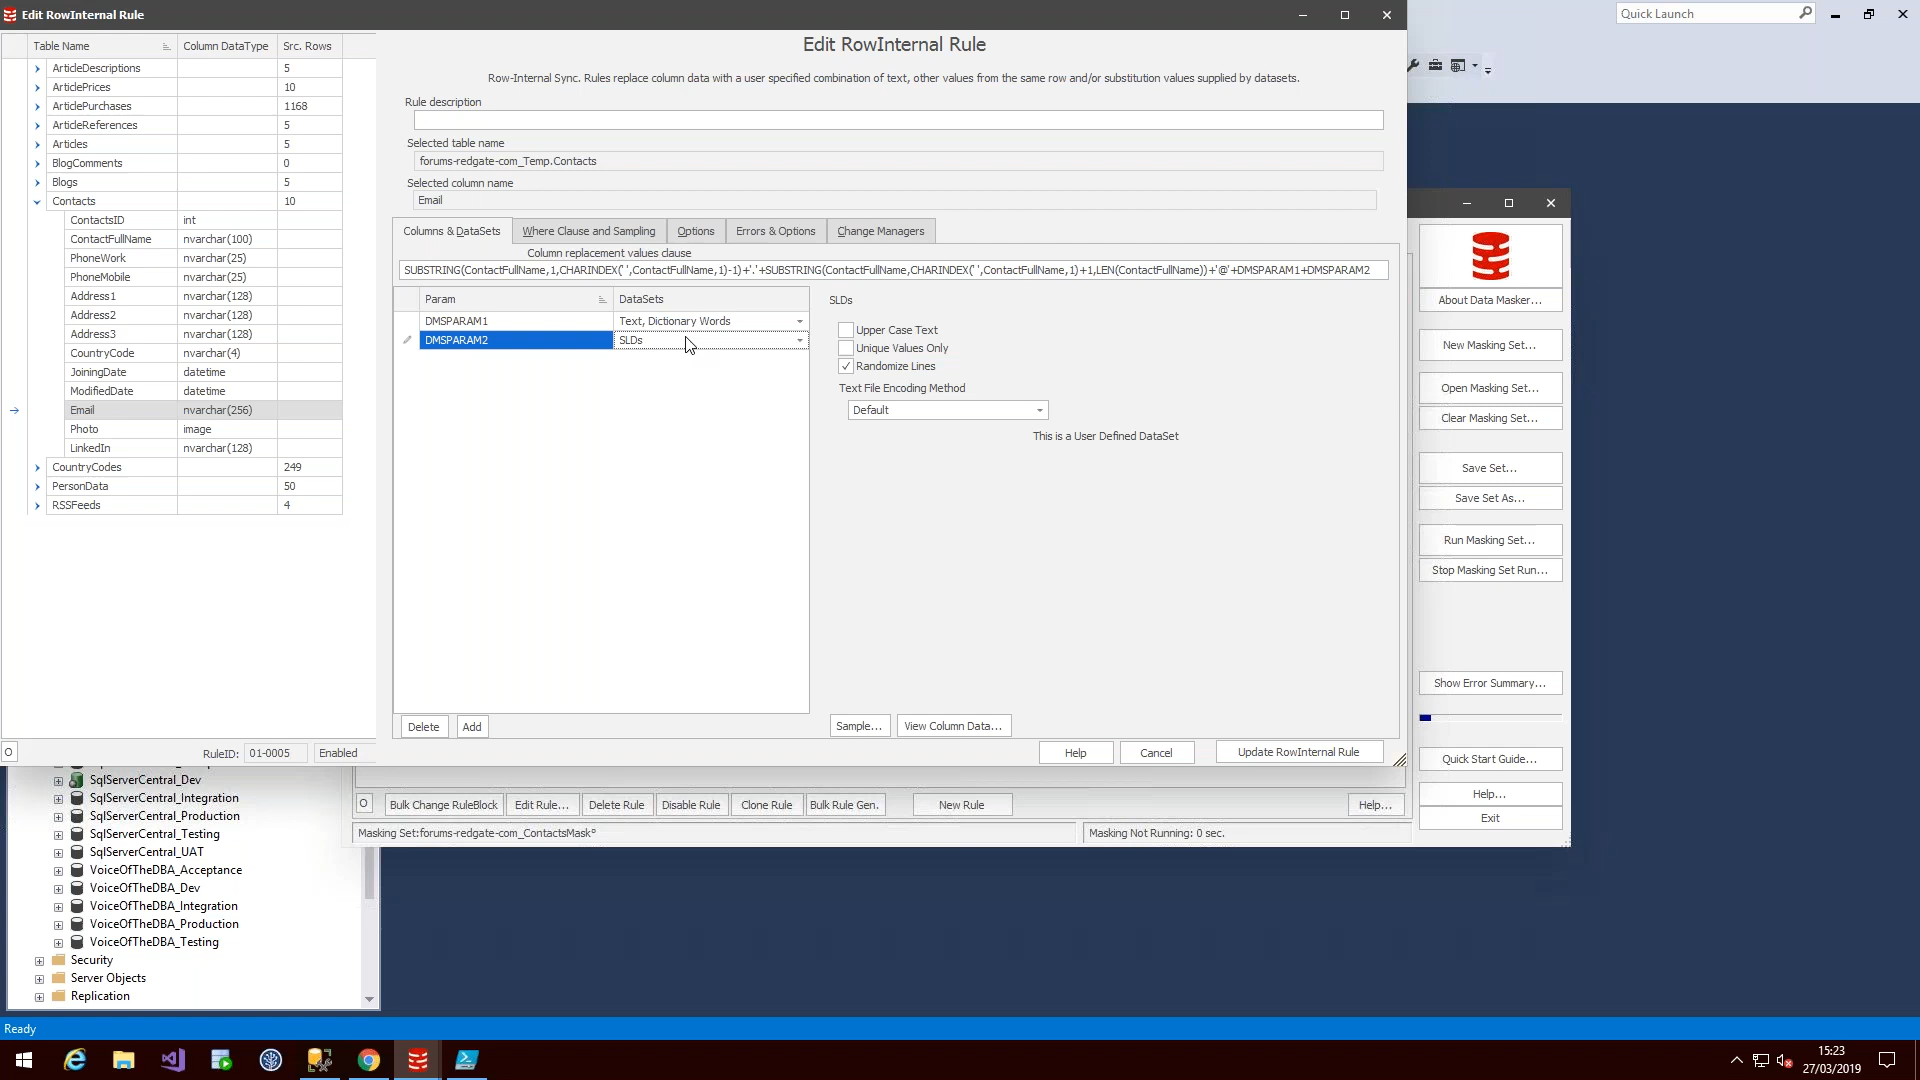 Edit RowInternal Rule
Quick Launch
Table Name Column DataType Src. Rows
ArticleDescriptions 5
ArticlePrices 10
ArticlePurchases 1168
ArticleReferences 5
Articles 5
BlogComments 0
Blogs 5
Contacts 10
ContactsID int
ContactFullName nvarchar(100)
PhoneWork nvarchar(25)
PhoneMobile nvarchar(25)
Address1 nvarchar(128)
Address2 nvarchar(128)
Address3 nvarchar(128)
CountryCode nvarchar(4)
JoiningDate datetime
ModifiedDate datetime
Email nvarchar(256)
Photo image
LinkedIn nvarchar(128)
CountryCodes 249
PersonData 50
RSSFeeds 4
O RuleID: 01-0005 Enabled
Edit RowInternal Rule
Row-Internal Sync. Rules replace column data with a user specified combination of text, other values from the same row and/or substitution values supplied by datasets.
Rule description
Selected table name
forums-redgate-com_Temp.Contacts
Selected column name
Email
Columns & DataSets Where Clause and Sampling Options Errors & Options Change Managers
Column replacement values clause
SUBSTRING(ContactFullName,1,CHARINDEX(' ',ContactFullName,1)-1)+'.'+SUBSTRING(ContactFullName,CHARINDEX(' ',ContactFullName,1)+1,LEN(ContactFullName))+'@'+DMSPARAM1+DMSPARAM2
Param DataSets
DMSPARAM1 Text, Dictionary Words
DMSPARAM2 SLDs
SLDs
Upper Case Text
Unique Values Only
Randomize Lines
Text File Encoding Method
Default
This is a User Defined DataSet
Delete Add Sample... View Column Data...
Help Cancel Update RowInternal Rule
About Data Masker...
New Masking Set...
Open Masking Set...
Clear Masking Set...
Save Set...
Save Set As...
Run Masking Set...
Stop Masking Set Run...
Show Error Summary...
Quick Start Guide...
Help...
Exit
O Bulk Change RuleBlock Edit Rule... Delete Rule Disable Rule Clone Rule Bulk Rule Gen. New Rule Help...
Masking Set:forums-redgate-com_ContactsMask° Masking Not Running: 0 sec.
SqlServerCentral_Dev
SqlServerCentral_Integration
SqlServerCentral_Production
SqlServerCentral_Testing
SqlServerCentral_UAT
VoiceOfTheDBA_Acceptance
VoiceOfTheDBA_Dev
VoiceOfTheDBA_Integration
VoiceOfTheDBA_Production
VoiceOfTheDBA_Testing
Security
Server Objects
Replication
Ready
15:23
27/03/2019